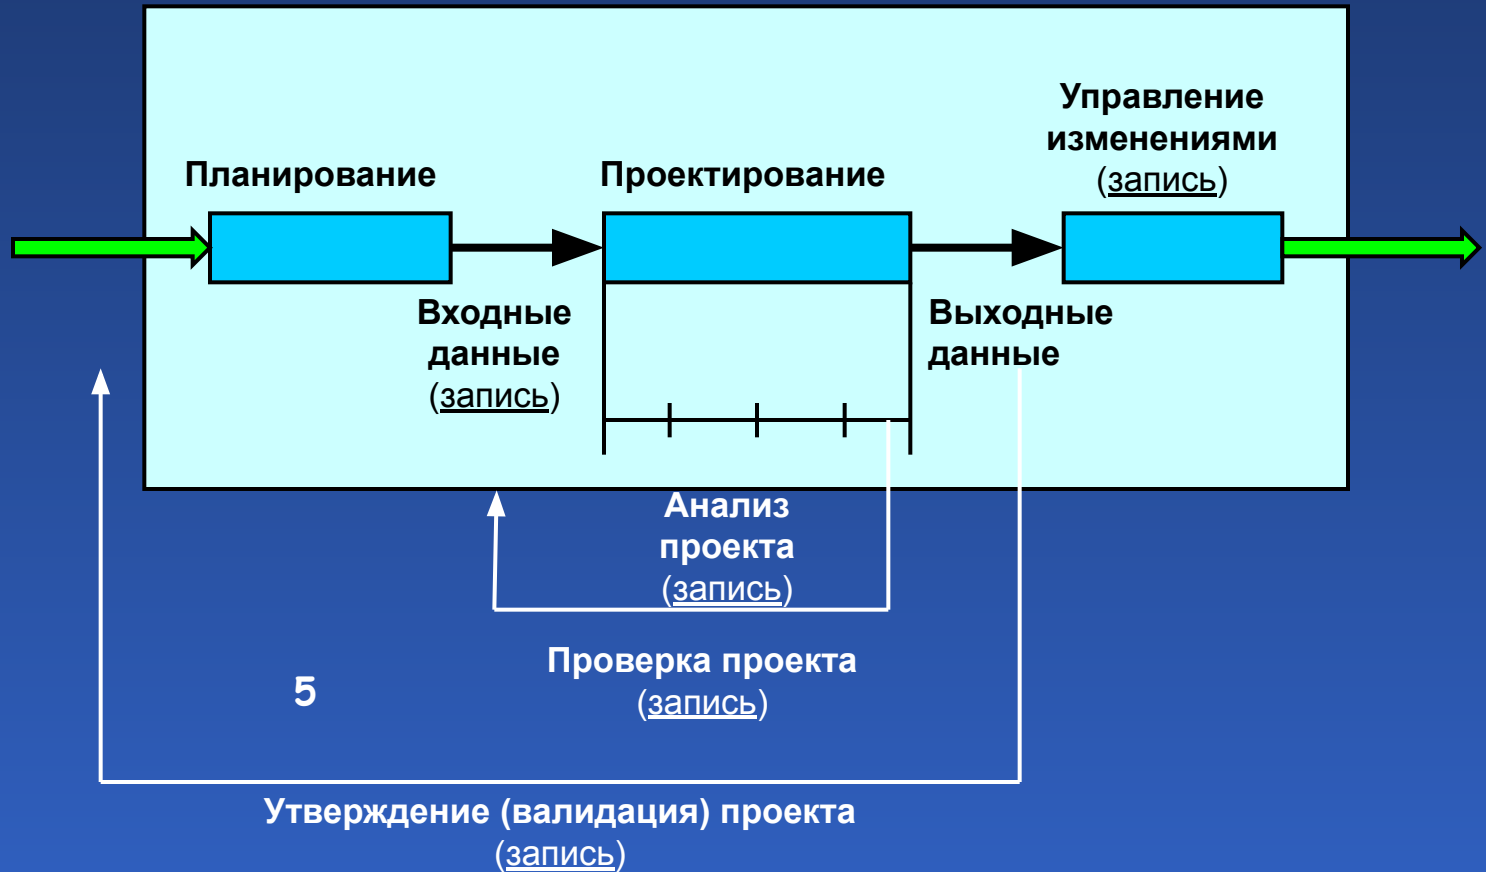 Управление
изменениями
(запись)
Планирование
Проектирование
Входные
данные
(запись)
Выходные
данные
Анализ
проекта
(запись)
Проверка проекта
(запись)
5
Утверждение (валидация) проекта
(запись)